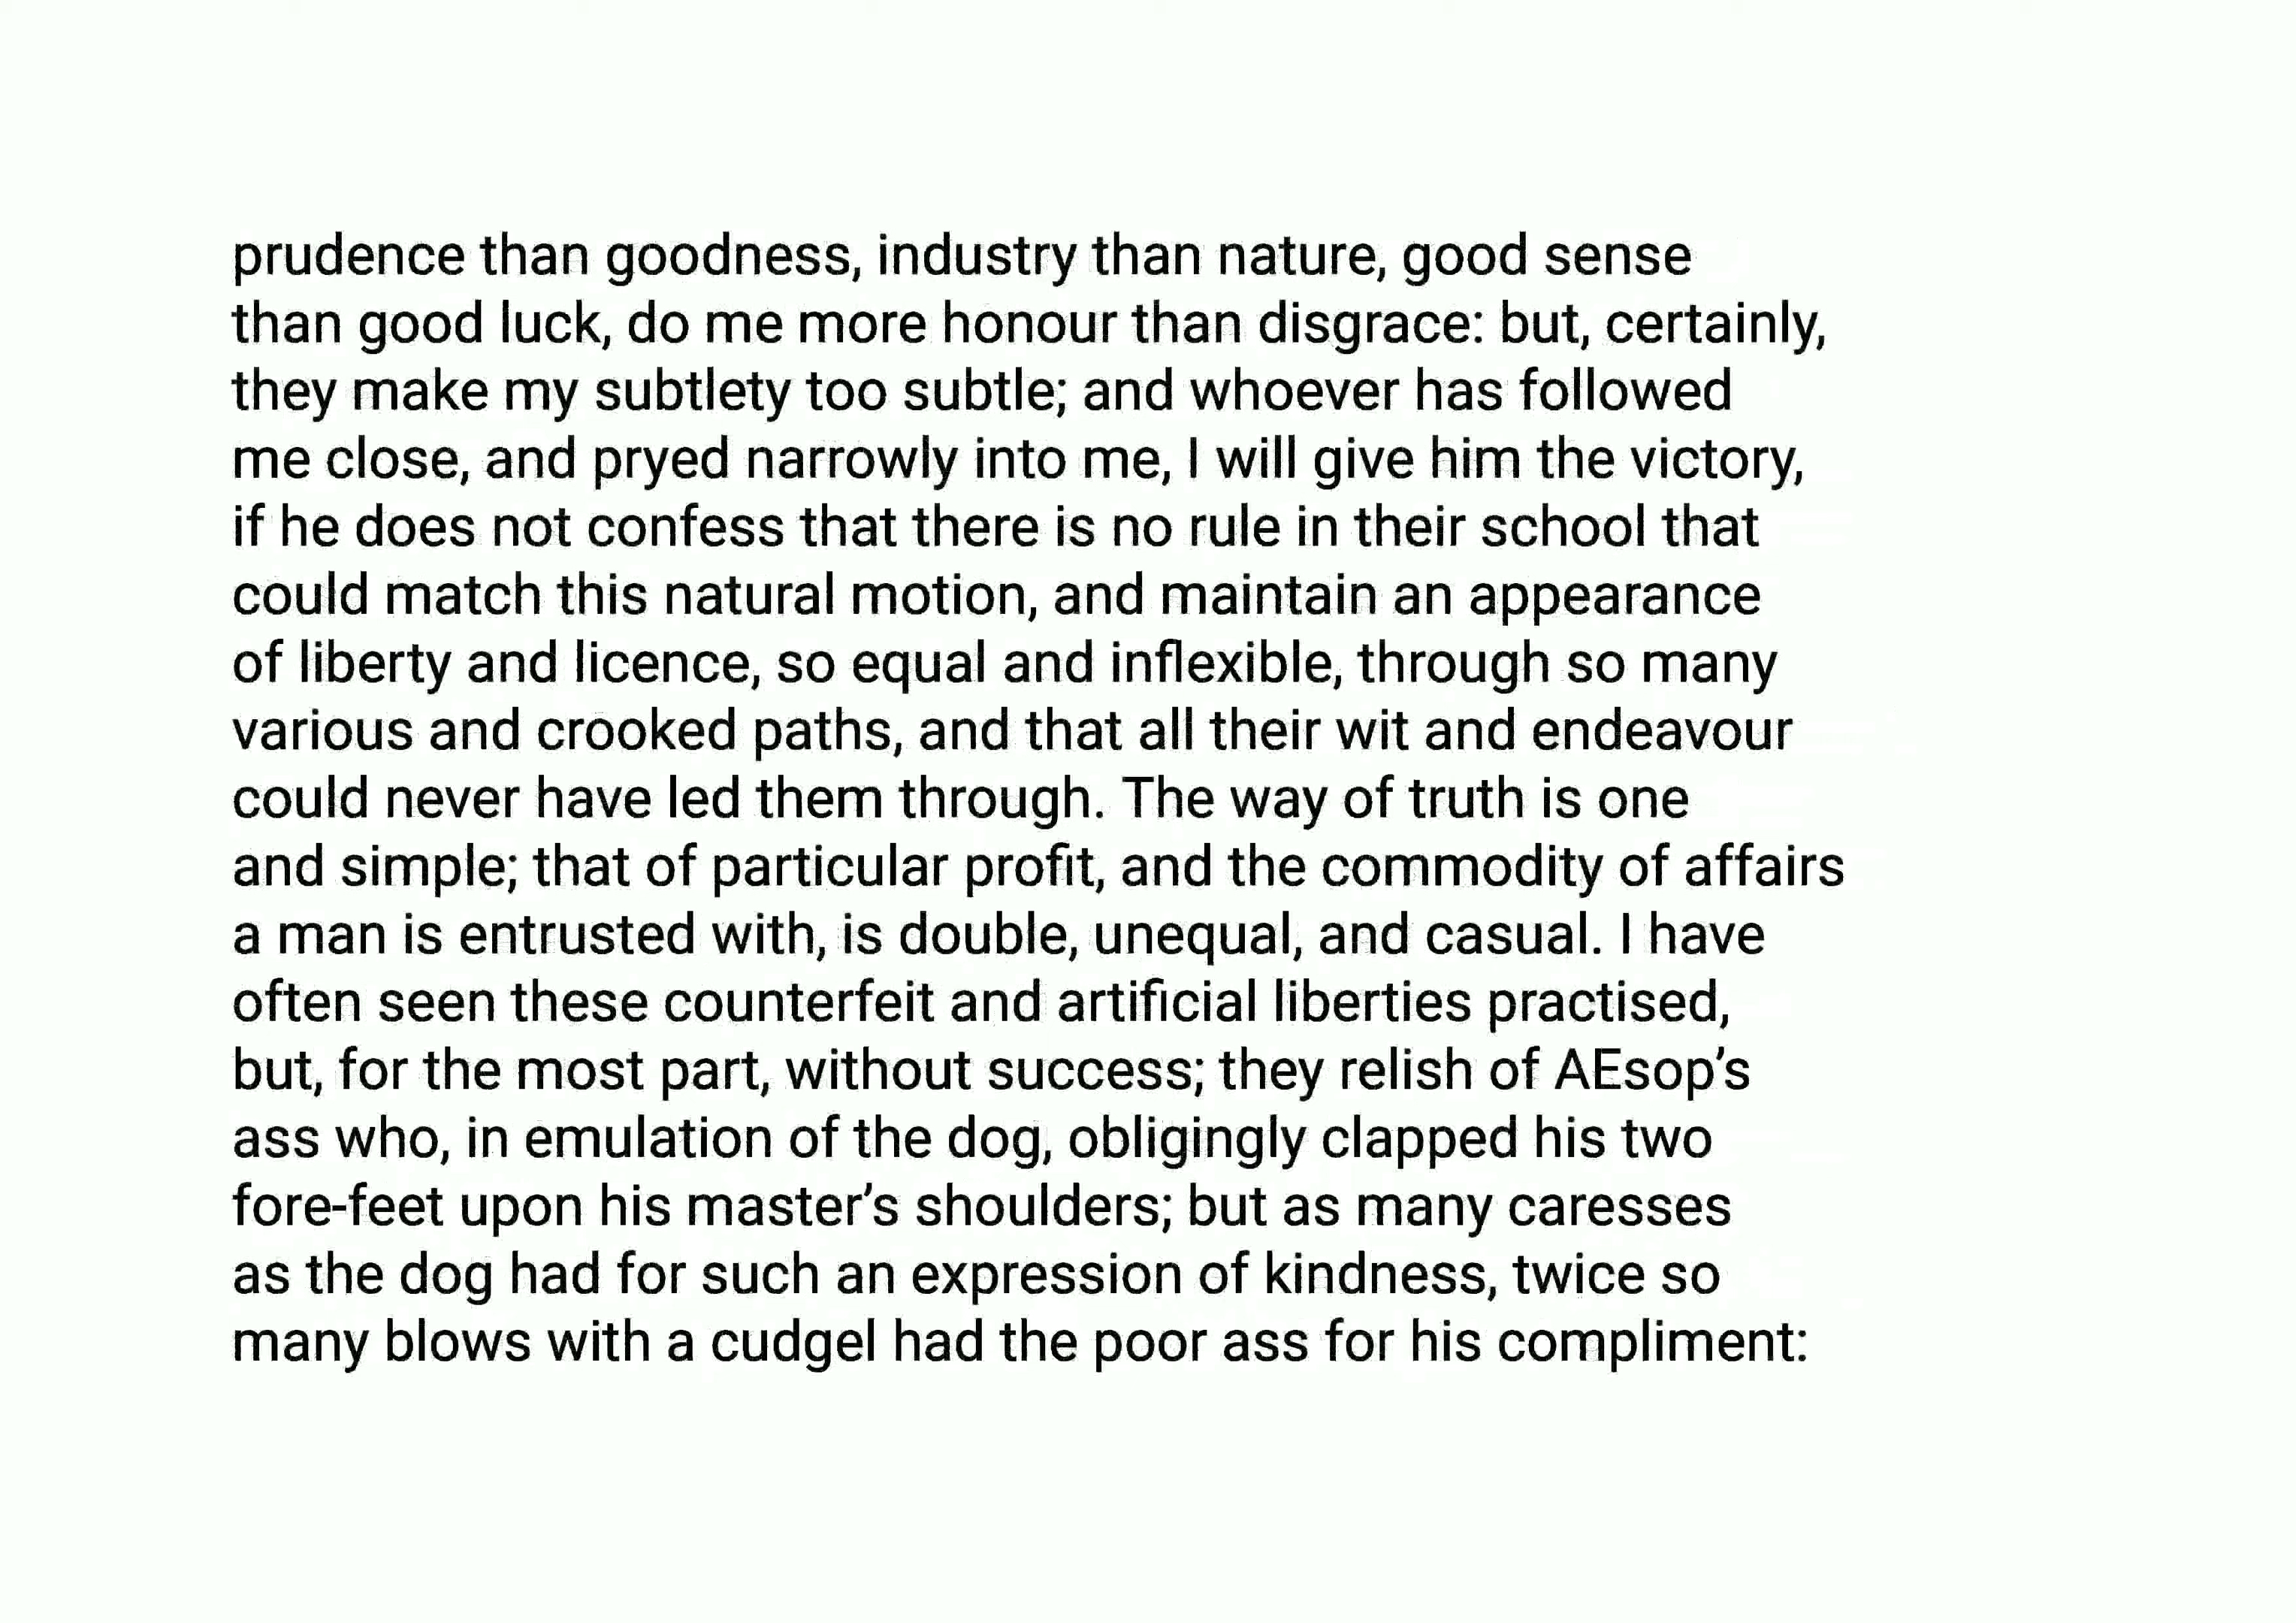 prudence than goodness, industry than nature, good sense
than good luck, do me more honour than disgrace: but, certainly,
they make my subtlety too subtle; and whoever has followed
me close, and pryed narrowly into me, I will give him the victory,
if he does not confess that there is no rule in their school that
could match this natural motion, and maintain an appearance
of liberty and licence, so equal and inflexible, through so many
various and crooked paths, and that all their wit and endeavour
could never have led them through. The way of truth is one
and simple; that of particular profit, and the commodity of affairs
a man is entrusted with, is double, unequal, and casual. I have
often seen these counterfeit and artificial liberties practised,
but, for the most part, without success; they relish of AEsop’s
ass who, in emulation of the dog, obligingly clapped his two
fore-feet upon his master’s shoulders; but as many caresses
as the dog had for such an expression of kindness, twice so
many blows with a cudgel had the poor ass for his compliment: